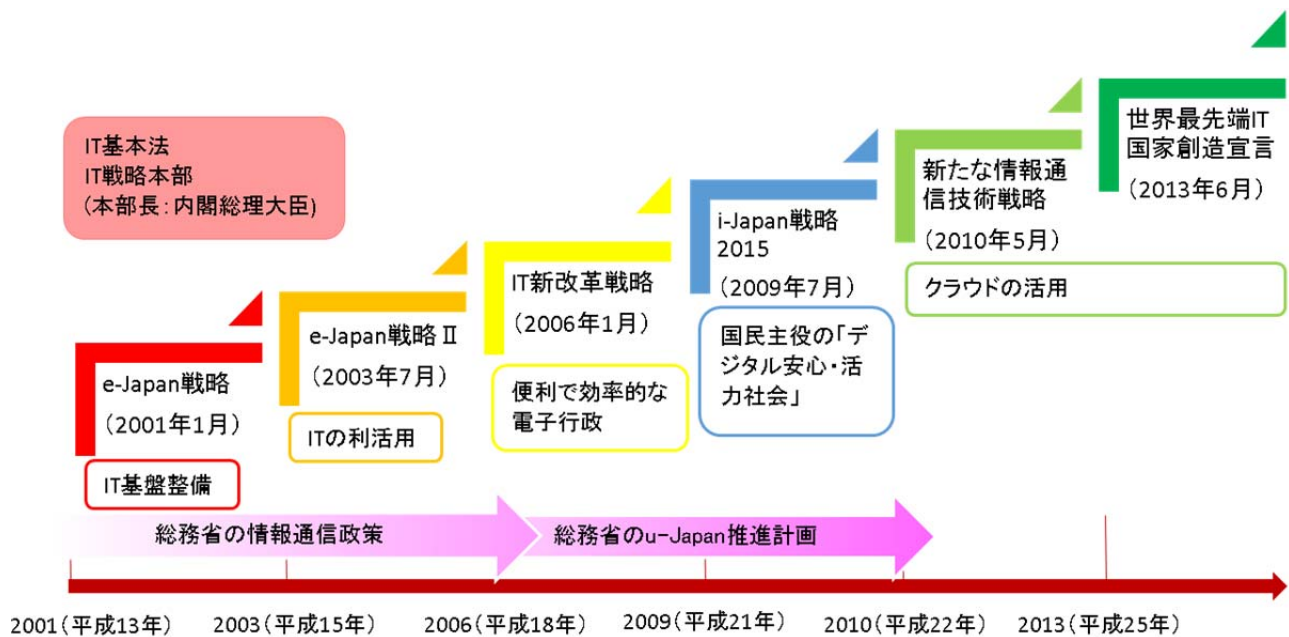 IT基本法
IT戦略本部
(本部長:内閣総理大臣)
e-Japan戦略
(2001年1月)
IT基盤整備
e-Japan戦略Ⅱ
(2003年7月)
ITの利活用
IT新改革戦略
(2006年1月)
便利で効率的な
電子行政
i-Japan戦略
2015
(2009年7月)
国民主役の「デ
ジタル安心・活
力社会」
新たな情報通
信技術戦略
(2010年5月)
クラウドの活用
世界最先端IT
国家創造宣言
(2013年6月)
総務省の情報通信政策
総務省のu-Japan推進計画
2001(平成13年)
2003(平成15年)
2006(平成18年)
2009(平成21年)
2010(平成22年)
2013(平成25年)